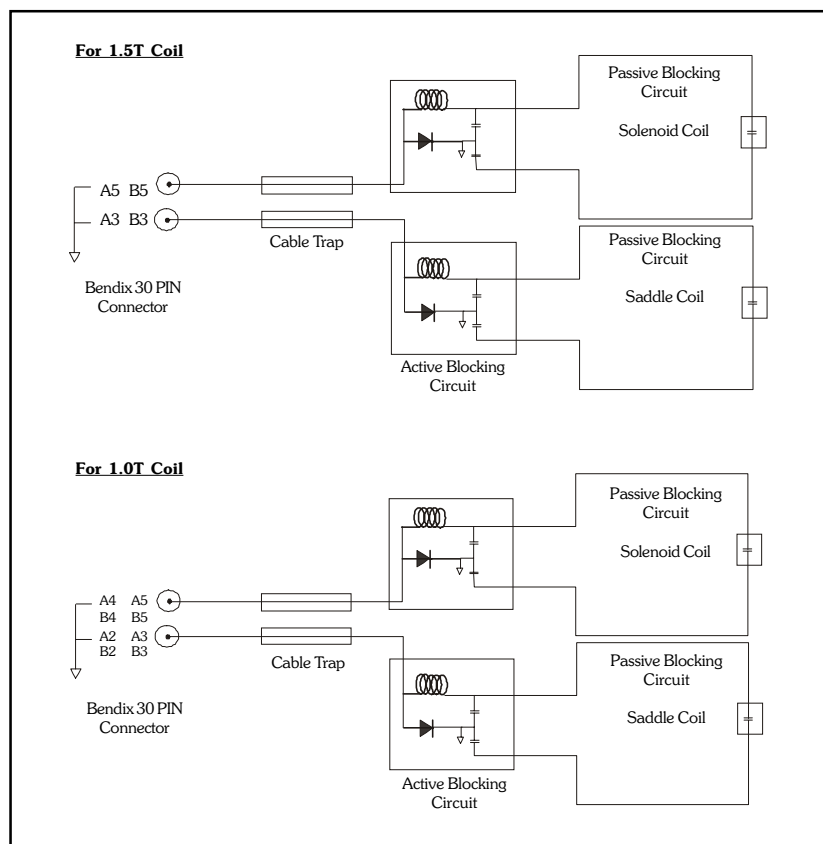 For 1.5T Coil
Passive Blocking
Circuit
Solenoid Coil
A5 B5
A3 B3
Cable Trap
Bendix 30 PIN
Connector
Passive Blocking
Circuit
Saddle Coil
Active Blocking
Circuit
For 1.0T Coil
Passive Blocking
Circuit
Solenoid Coil
A4 A5
B4 B5
A2 A3
B2 B3
Cable Trap
Bendix 30 PIN
Connector
Passive Blocking
Circuit
Saddle Coil
Active Blocking
Circuit